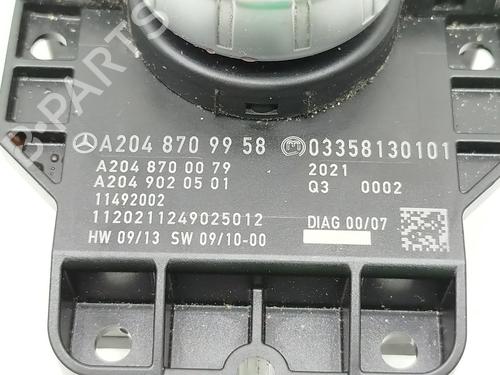 B-PARTS
A204 870 99 58 03358130101
A204 870 00 79 2021
A204 902 05 01 Q3 0002
11492002
1120211249025012 DIAG 00/07
HW 09/13 SW 09/10-00